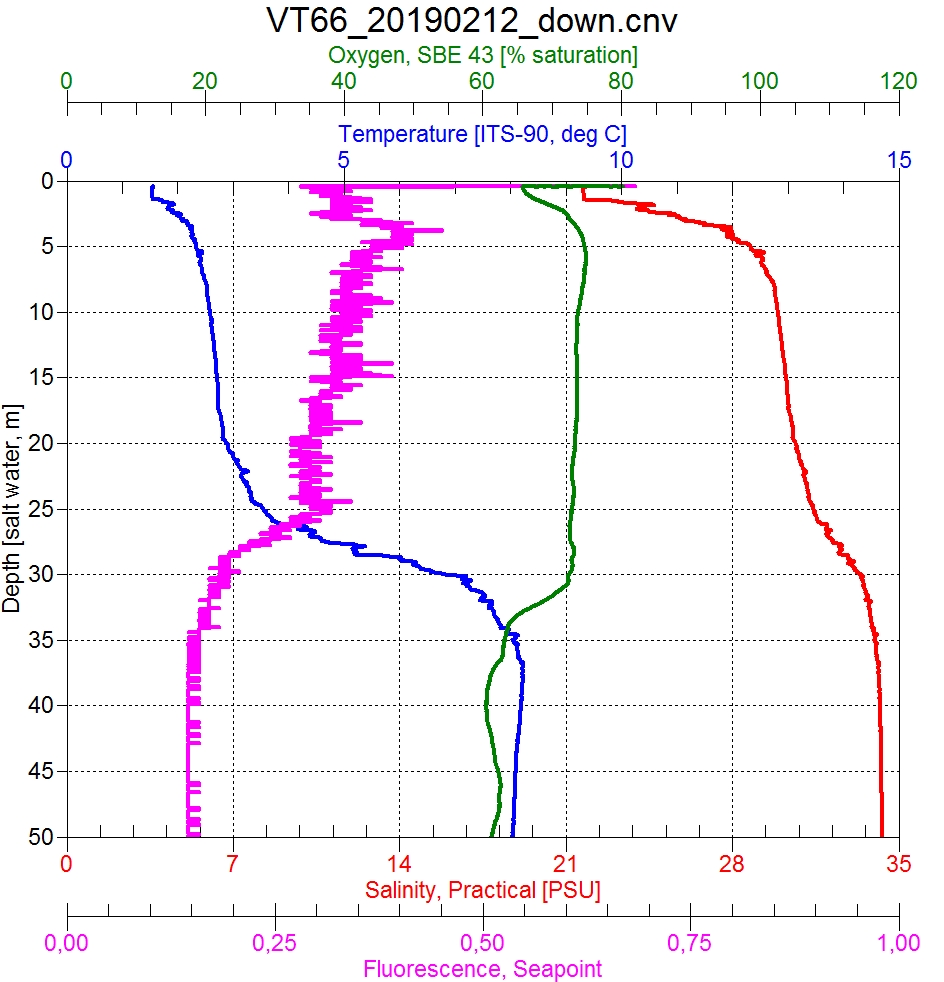 VT66_20190212_down.cnv
Oxygen, SBE 43 [% saturation]
0 20 40 60 80 100 120
Temperature [ITS-90, deg C]
0 5 10 15
0
5
10
15
20
25
30
35
40
45
50
Depth [salt water, m]
0 7 14 21 28 35
Salinity, Practical [PSU]
0,00 0,25 0,50 0,75 1,00
Fluorescence, Seapoint